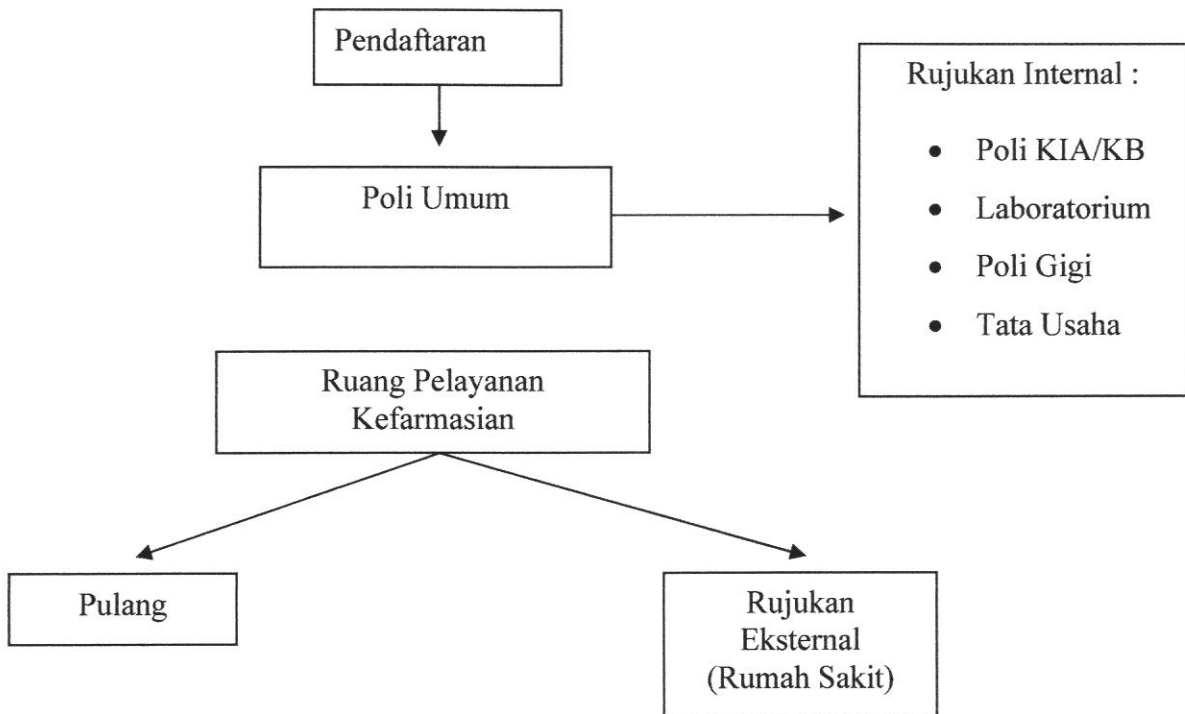 Pendaftaran
Poli Umum
Rujukan Internal :
• Poli KIA/KB
• Laboratorium
• Poli Gigi
• Tata Usaha
Ruang Pelayanan
Kefarmasian
Pulang
Rujukan
Eksternal
(Rumah Sakit)